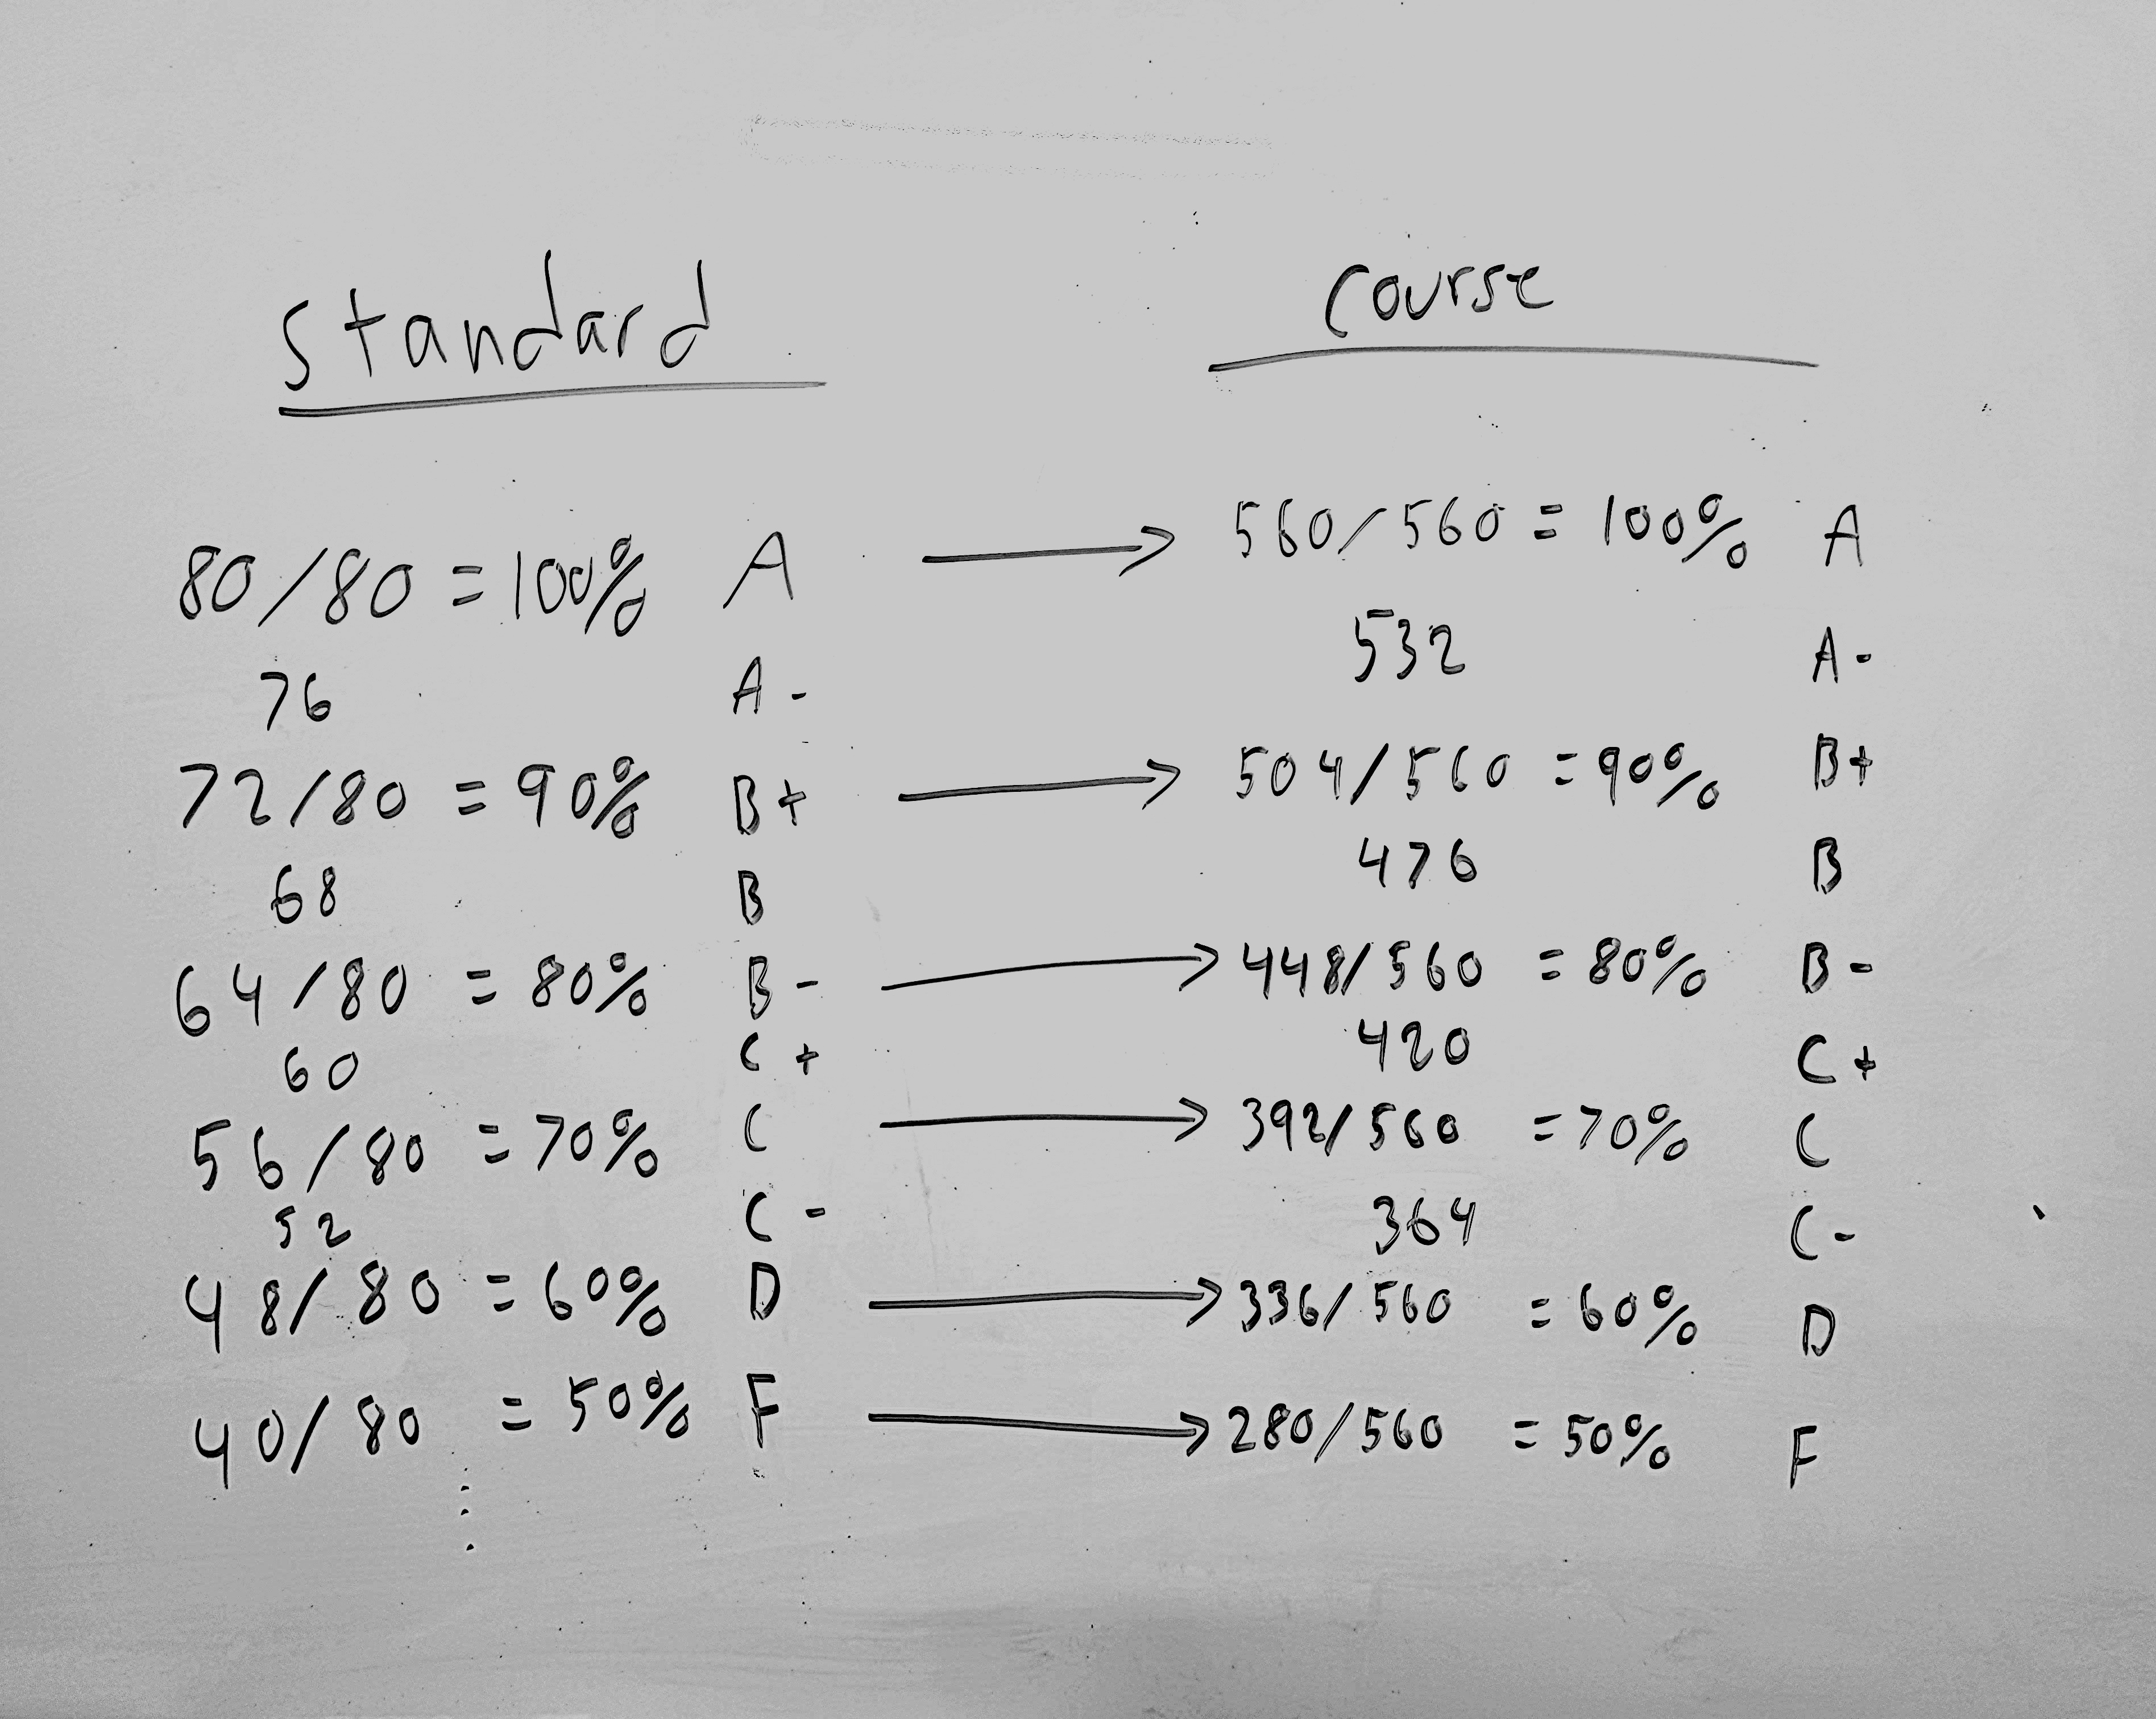 Standard course
80/80 = 100% A → 560/560 = 100% A
76 A- 532 A-
72/80 = 90% B+ → 504/560 = 90% B+
68 B 476 B
64/80 = 80% B- → 448/560 = 80% B-
60 C+ 420 C+
56/80 = 70% C → 392/560 = 70% C
52 C- 364 C-
48/80 = 60% D → 336/560 = 60% D
40/80 = 50% F → 280/560 = 50% F
⋮